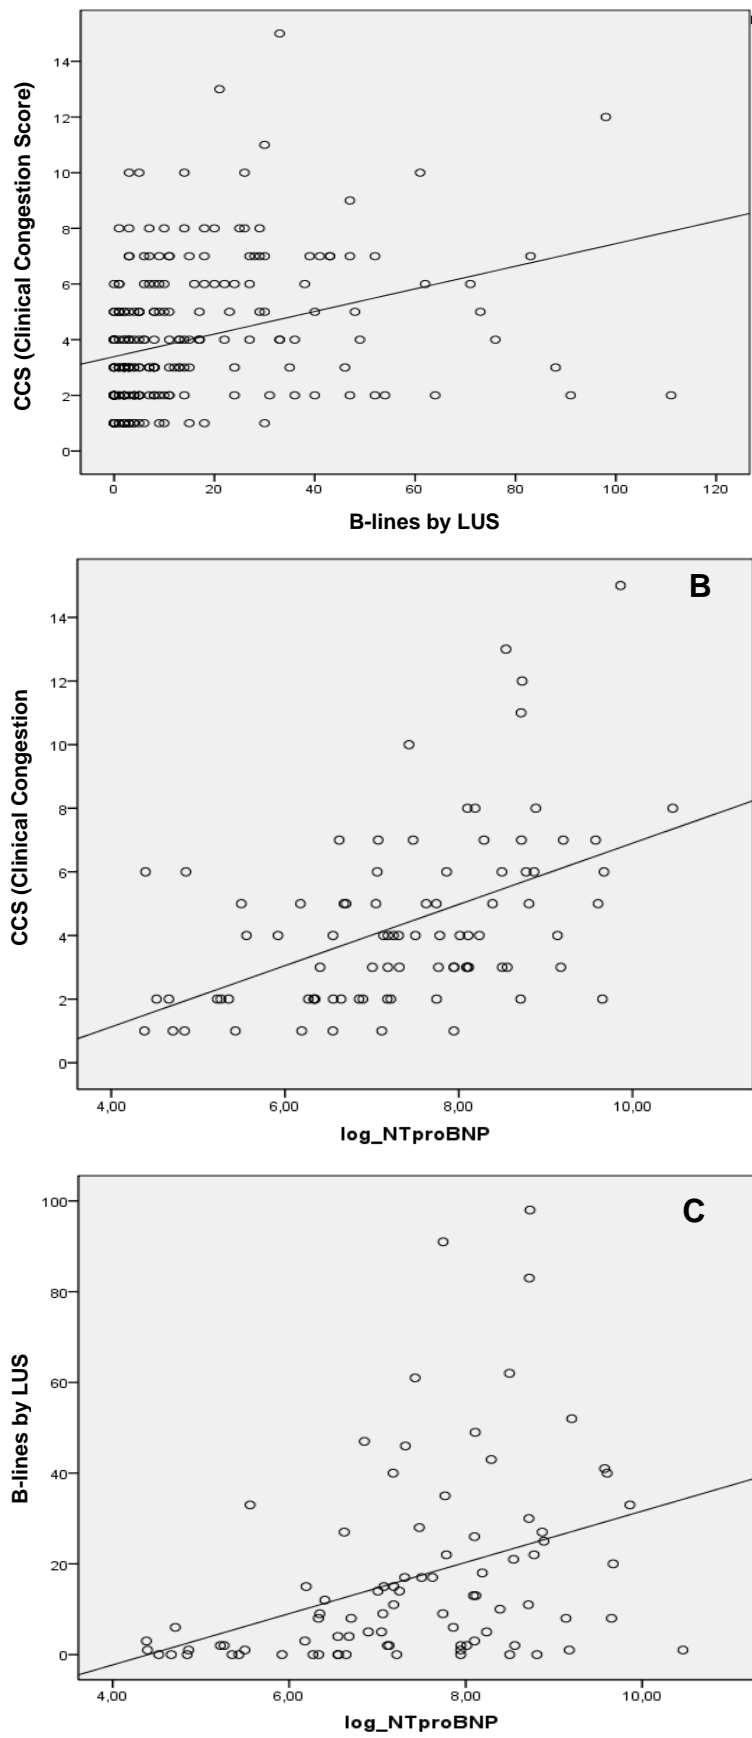 14
12
10
8
6
4
2
0
CCS (Clinical Congestion Score)
0 20 40 60 80 100 120
B-lines by LUS
B
14
12
10
8
6
4
2
0
CCS (Clinical Congestion
4,00 6,00 8,00 10,00
log_NTproBNP
C
100
80
60
40
20
0
B-lines by LUS
4,00 6,00 8,00 10,00
log_NTproBNP